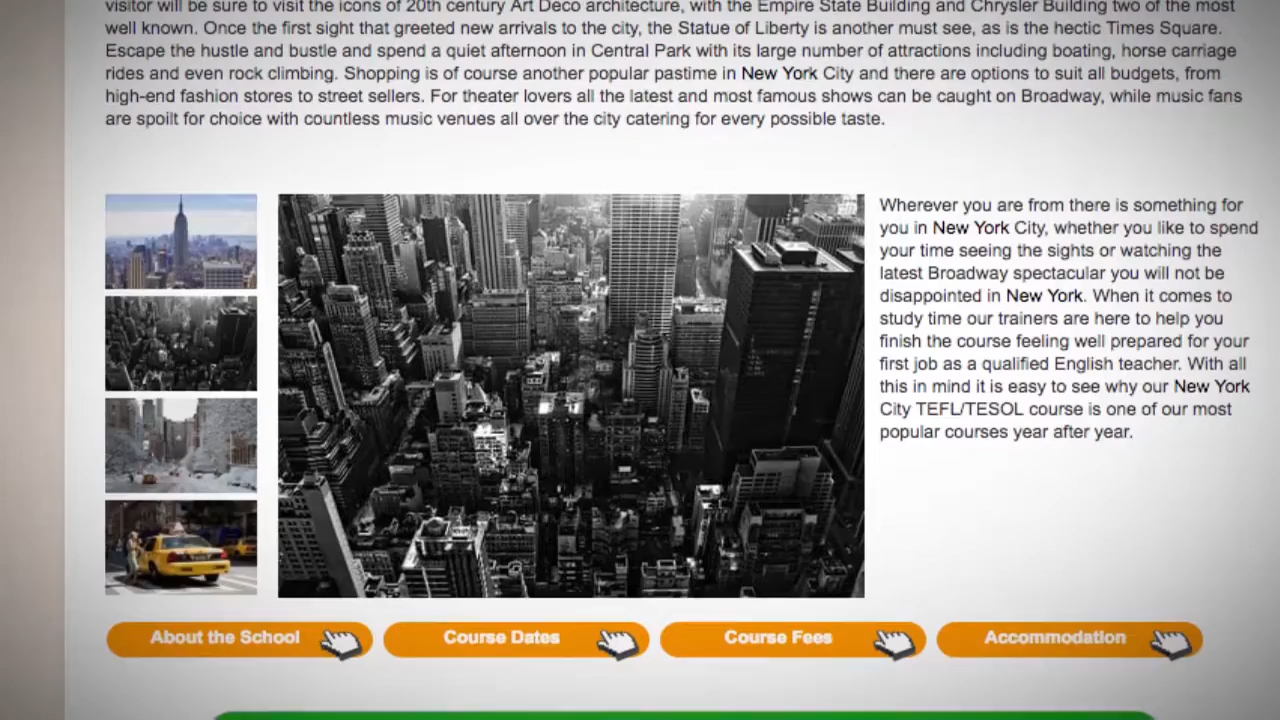 visitor will be sure to visit the icons of 20th century Art Deco architecture, with the Empire State Building and Chrysler Building two of the most
well known. Once the first sight that greeted new arrivals to the city, the Statue of Liberty is another must see, as is the hectic Times Square.
Escape the hustle and bustle and spend a quiet afternoon in Central Park with its large number of attractions including boating, horse carriage
rides and even rock climbing. Shopping is of course another popular pastime in New York City and there are options to suit all budgets, from
high-end fashion stores to street sellers. For theater lovers all the latest and most famous shows can be caught on Broadway, while music fans
are spoilt for choice with countless music venues all over the city catering for every possible taste.
Wherever you are from there is something for
you in New York City, whether you like to spend
your time seeing the sights or watching the
latest Broadway spectacular you will not be
disappointed in New York. When it comes to
study time our trainers are here to help you
finish the course feeling well prepared for your
first job as a qualified English teacher. With all
this in mind it is easy to see why our New York
City TEFL/TESOL course is one of our most
popular courses year after year.
About the School
Course Dates
Course Fees
Accommodation